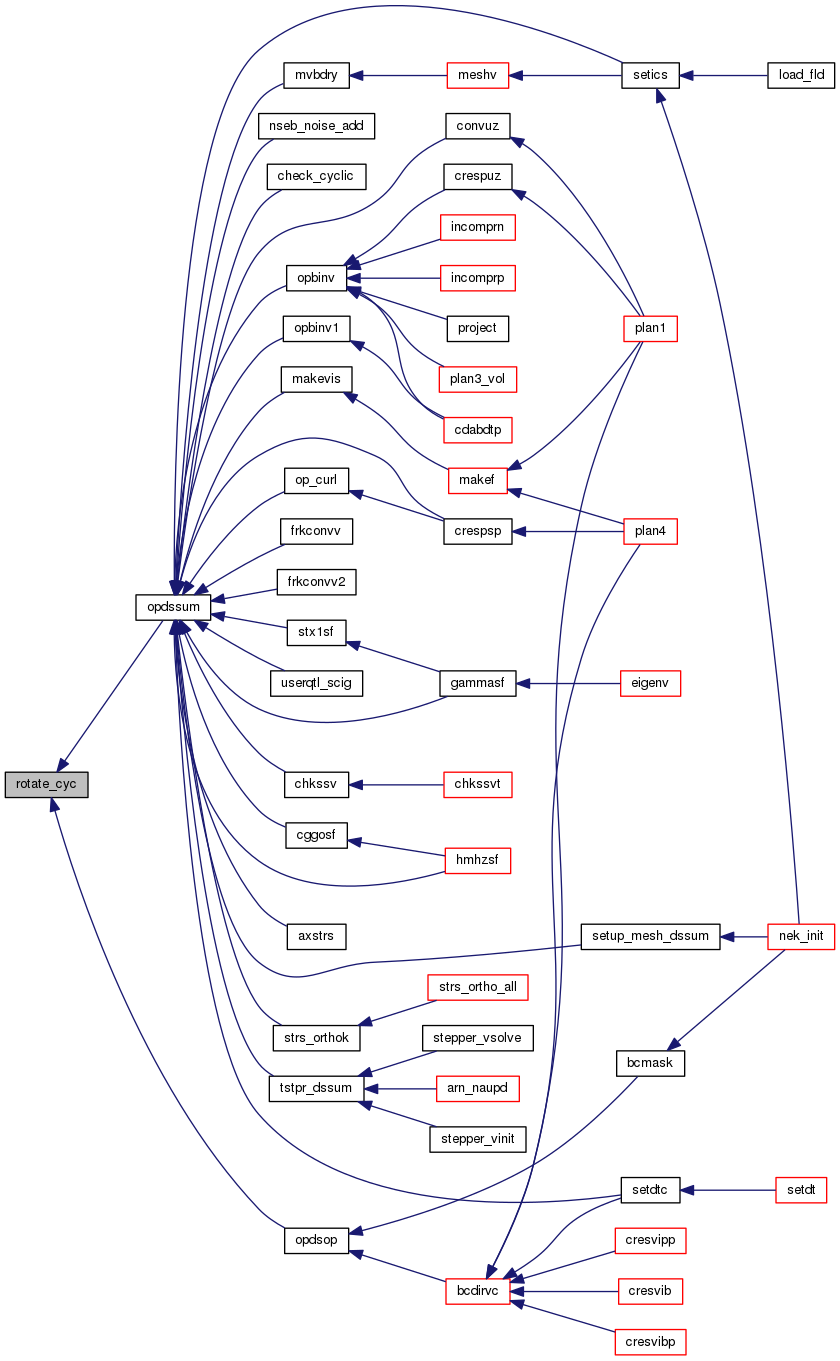 setics
load_fld
mvbdry
meshv
nseb_noise_add
convuz
check_cyclic
crespuz
incomprn
opbinv
incomprp
opbinv1
project
plan1
makevis
plan3_vol
cdabdtp
op_curl
makef
frkconvv
crespsp
plan4
frkconvv2
opdssum
stx1sf
userqtl_scig
gammasf
eigenv
rotate_cyc
chkssv
chkssvt
cggosf
hmhzsf
axstrs
setup_mesh_dssum
nek_init
strs_ortho_all
strs_orthok
stepper_vsolve
bcmask
tstpr_dssum
arn_naupd
stepper_vinit
setdtc
setdt
opdsop
cresvipp
bcdirvc
cresvib
cresvibp